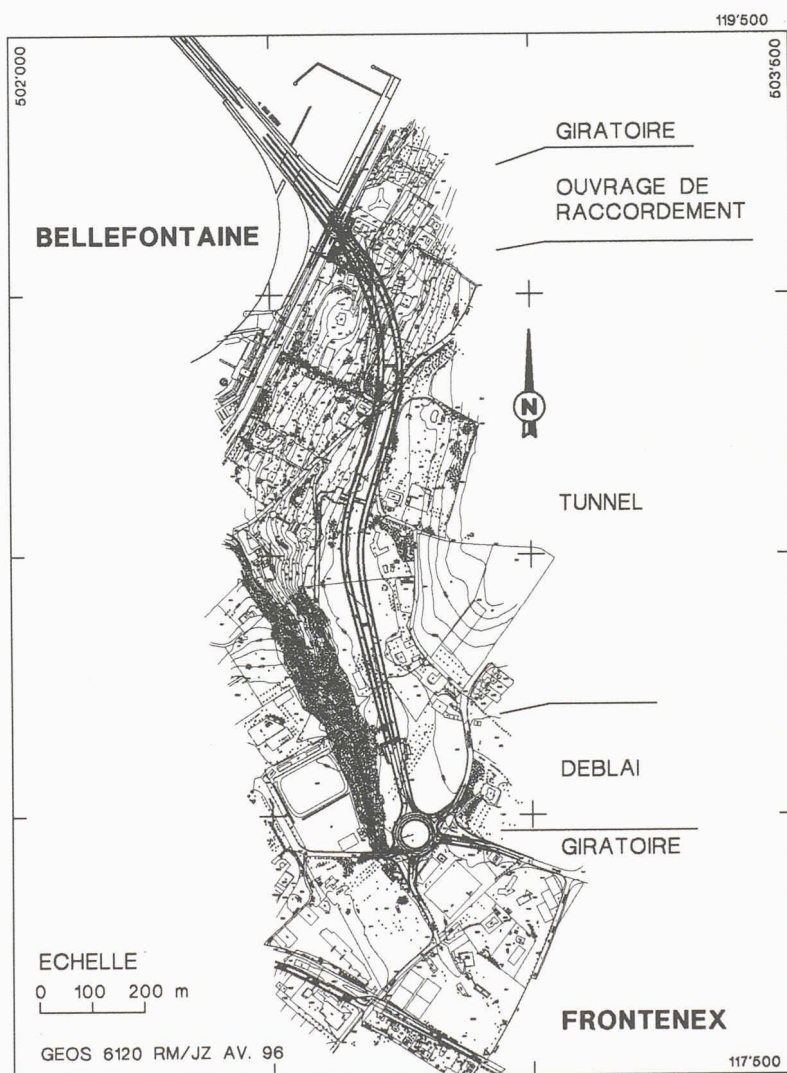 119'500
502'000
503'500
GIRATOIRE
OUVRAGE DE
RACCORDEMENT
BELLEFONTAINE
N
TUNNEL
DEBLAI
GIRATOIRE
ECHELLE
0 100 200 m
FRONTENEX
GEOS 6120 RM/JZ AV. 96
117'500